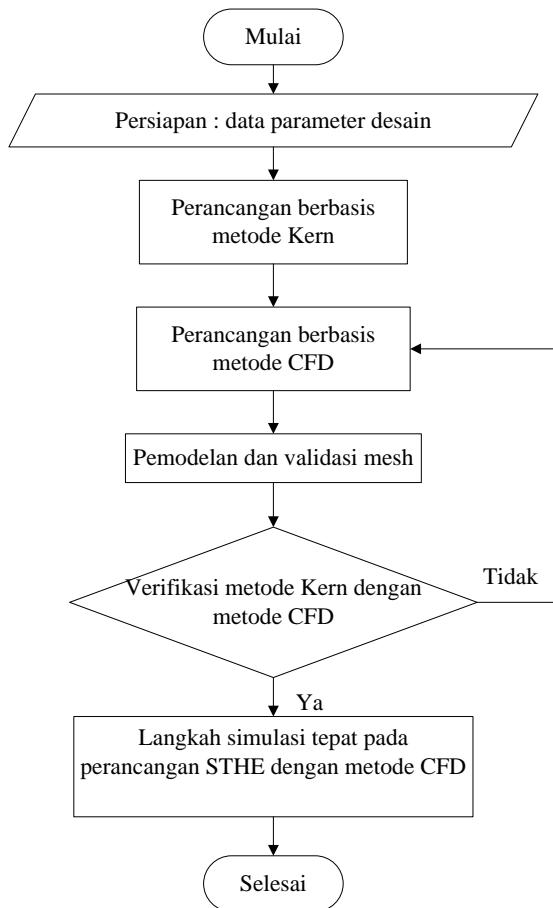 Mulai
Persiapan : data parameter desain
Perancangan berbasis
metode Kern
Perancangan berbasis
metode CFD
Pemodelan dan validasi mesh
Verifikasi metode Kern dengan
metode CFD
Tidak
Ya
Langkah simulasi tepat pada
perancangan STHE dengan metode CFD
Selesai